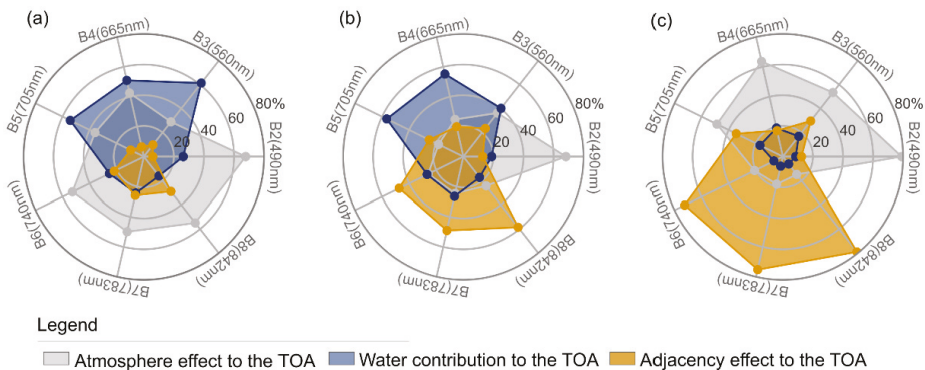 (a)
B4(665nm)
B3(560nm)
B5(705nm)
80%
60
40
20
B2(490nm)
B6(740nm)
B7(783nm)
B8(842nm)
(b)
B4(665nm)
B3(560nm)
B5(705nm)
80%
60
40
20
B2(490nm)
B6(740nm)
B7(783nm)
B8(842nm)
(c)
B4(665nm)
B3(560nm)
B5(705nm)
80%
60
40
20
B2(490nm)
B6(740nm)
B7(783nm)
B8(842nm)
Legend
Atmosphere effect to the TOA Water contribution to the TOA Adjacency effect to the TOA